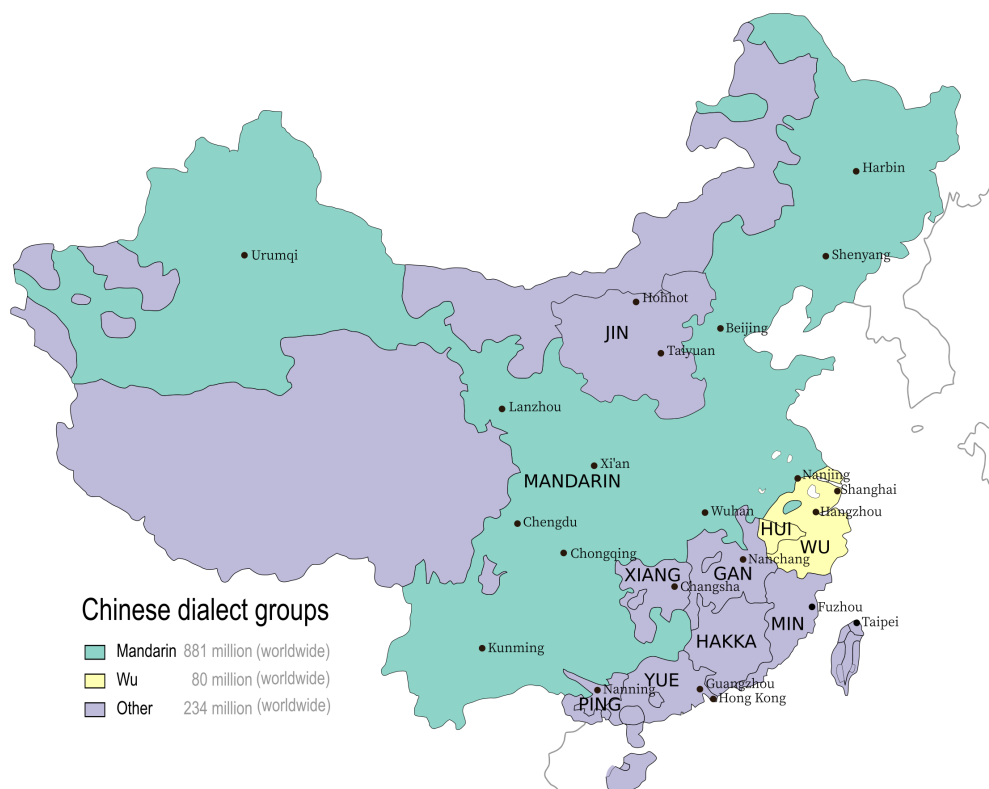 Harbin
Urumqi
Shenyang
Hohhot
JIN
Beijing
Taiyuan
Lanzhou
Xi'an
MANDARIN
Nanjing
Shanghai
Wuhan
Hangzhou
Chengdu
HUI
WU
Chongqing
Nanchang
XIANG
GAN
Changsha
Chinese dialect groups
Fuzhou
MIN
Taipei
HAKKA
Mandarin 881 million (worldwide)
Kunming
Wu 80 million (worldwide)
YUE
Guangzhou
Nanning
Hong Kong
PING
Other 234 million (worldwide)